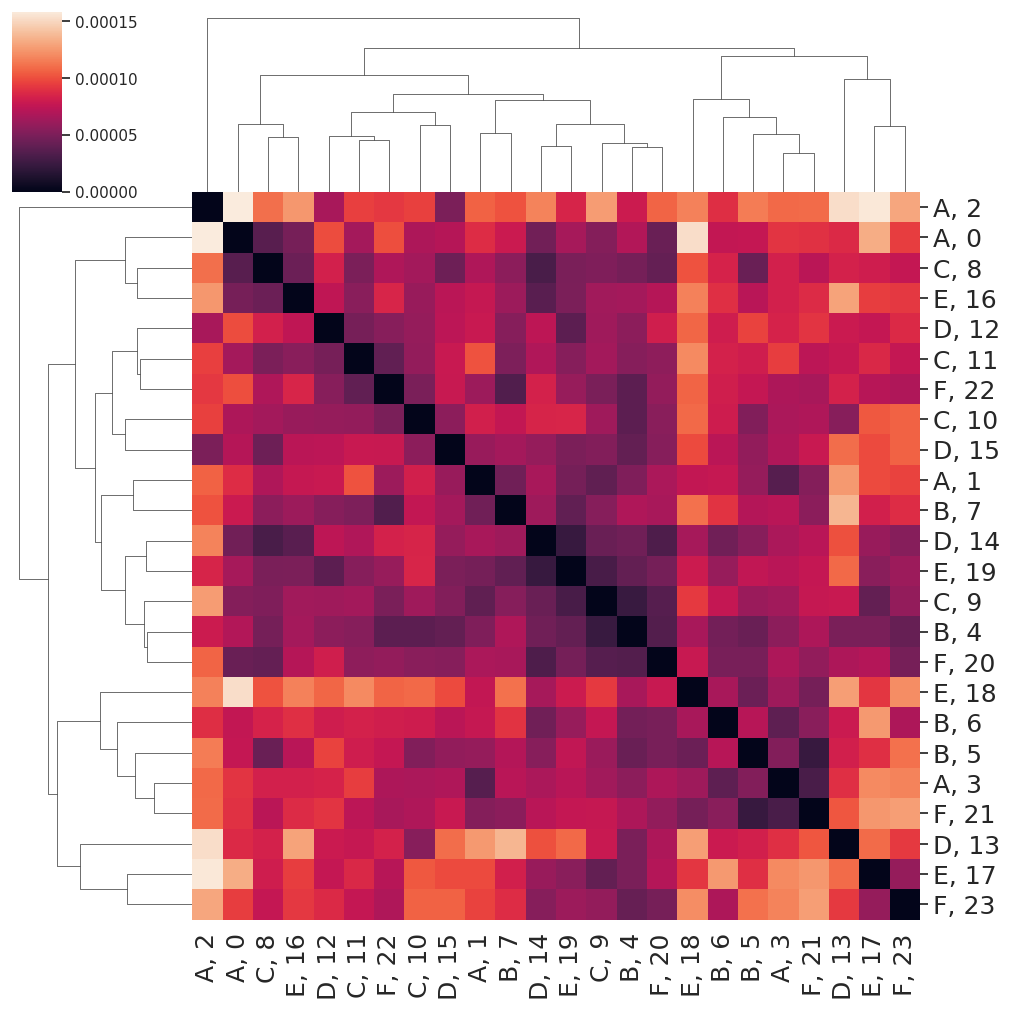 0.00015
0.00010
0.00005
0.00000
A, 2
A, 0
C, 8
E, 16
D, 12
C, 11
F, 22
C, 10
D, 15
A, 1
B, 7
D, 14
E, 19
C, 9
B, 4
F, 20
E, 18
B, 6
B, 5
A, 3
F, 21
D, 13
E, 17
F, 23
A, 2
A, 0
C, 8
E, 16
D, 12
C, 11
F, 22
C, 10
D, 15
A, 1
B, 7
D, 14
E, 19
C, 9
B, 4
F, 20
E, 18
B, 6
B, 5
A, 3
F, 21
D, 13
E, 17
F, 23